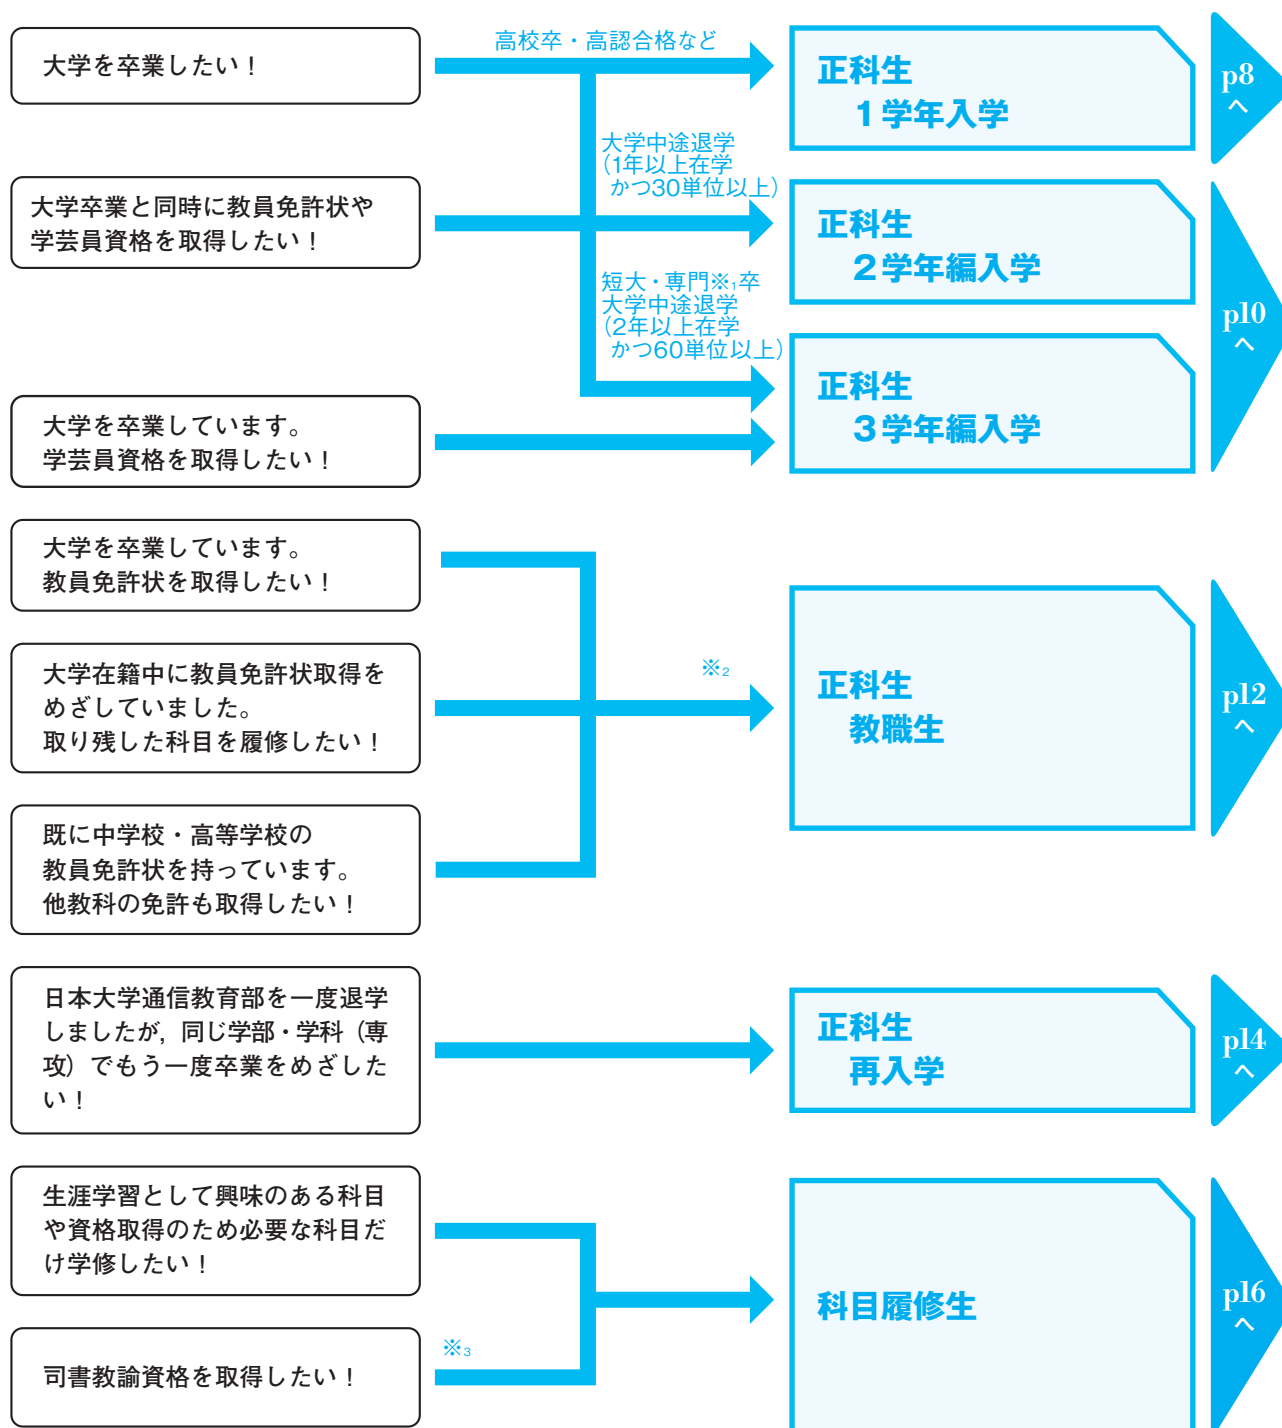 大学を卒業したい！
高校卒・高認合格など
正科生
１学年入学
p8
へ
大学卒業と同時に教員免許状や
学芸員資格を取得したい！
大学中途退学
(1年以上在学
かつ30単位以上)
正科生
２学年編入学
短大・専門※1卒
大学中途退学
(2年以上在学
かつ60単位以上)
正科生
３学年編入学
p10
へ
大学を卒業しています。
学芸員資格を取得したい！
大学を卒業しています。
教員免許状を取得したい！
大学在籍中に教員免許状取得を
めざしていました。
取り残した科目を履修したい！
既に中学校・高等学校の
教員免許状を持っています。
他教科の免許も取得したい！
※2
正科生
教職生
p12
へ
日本大学通信教育部を一度退学
しましたが，同じ学部・学科（専
攻）でもう一度卒業をめざした
い！
正科生
再入学
p14
へ
生涯学習として興味のある科目
や資格取得のため必要な科目だ
け学修したい！
司書教諭資格を取得したい！
※3
科目履修生
p16
へ